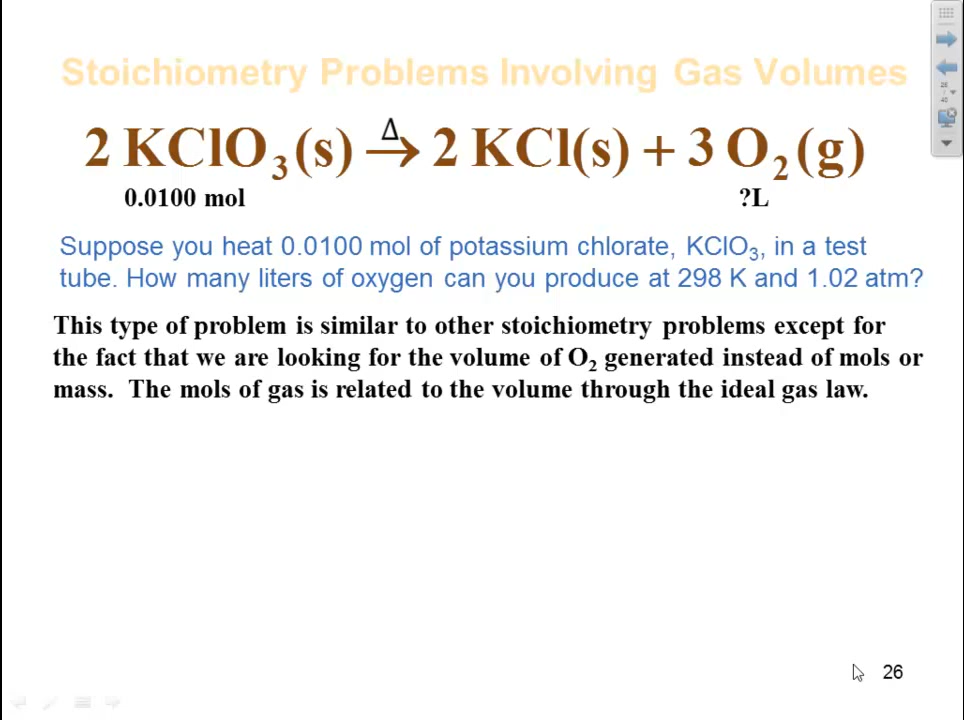 Stoichiometry Problems Involving Gas Volumes
2 KClO₃(s) →^Δ 2 KCl(s) + 3 O₂(g)
0.0100 mol ?L
Suppose you heat 0.0100 mol of potassium chlorate, KClO₃, in a test
tube. How many liters of oxygen can you produce at 298 K and 1.02 atm?
This type of problem is similar to other stoichiometry problems except for
the fact that we are looking for the volume of O₂ generated instead of mols or
mass. The mols of gas is related to the volume through the ideal gas law.
26
26
/
40